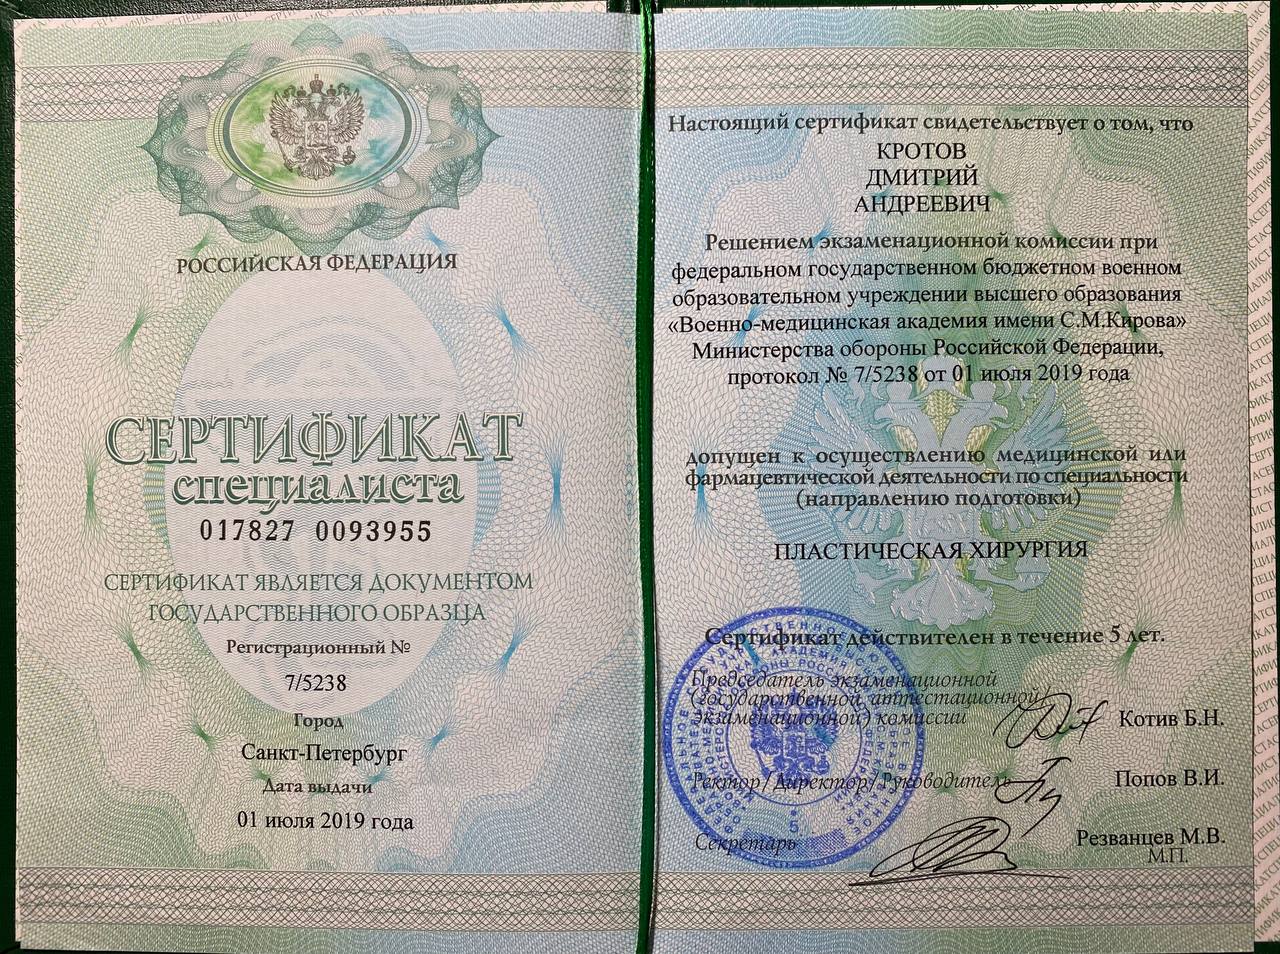 РОССИЙСКАЯ ФЕДЕРАЦИЯ
СЕРТИФИКАТ
специалиста
017827 0093955
СЕРТИФИКАТ ЯВЛЯЕТСЯ ДОКУМЕНТОМ
ГОСУДАРСТВЕННОГО ОБРАЗЦА
Регистрационный №
7/5238
Город
Санкт-Петербург
Дата выдачи
01 июля 2019 года
Настоящий сертификат свидетельствует о том, что
КРОТОВ
ДМИТРИЙ
АНДРЕЕВИЧ
Решением экзаменационной комиссии при
федеральном государственном бюджетном военном
образовательном учреждении высшего образования
«Военно-медицинская академия имени С.М.Кирова»
Министерства обороны Российской Федерации,
протокол № 7/5238 от 01 июля 2019 года
допущен к осуществлению медицинской или
фармацевтической деятельности по специальности
(направлению подготовки)
ПЛАСТИЧЕСКАЯ ХИРУРГИЯ
Сертификат действителен в течение 5 лет.
Председатель экзаменационной
(государственной аттестационной,
экзаменационной) комиссии
Котив Б.Н.
Ректор/Директор/Руководитель
Попов В.И.
Секретарь
Резванцев М.В.
М.П.